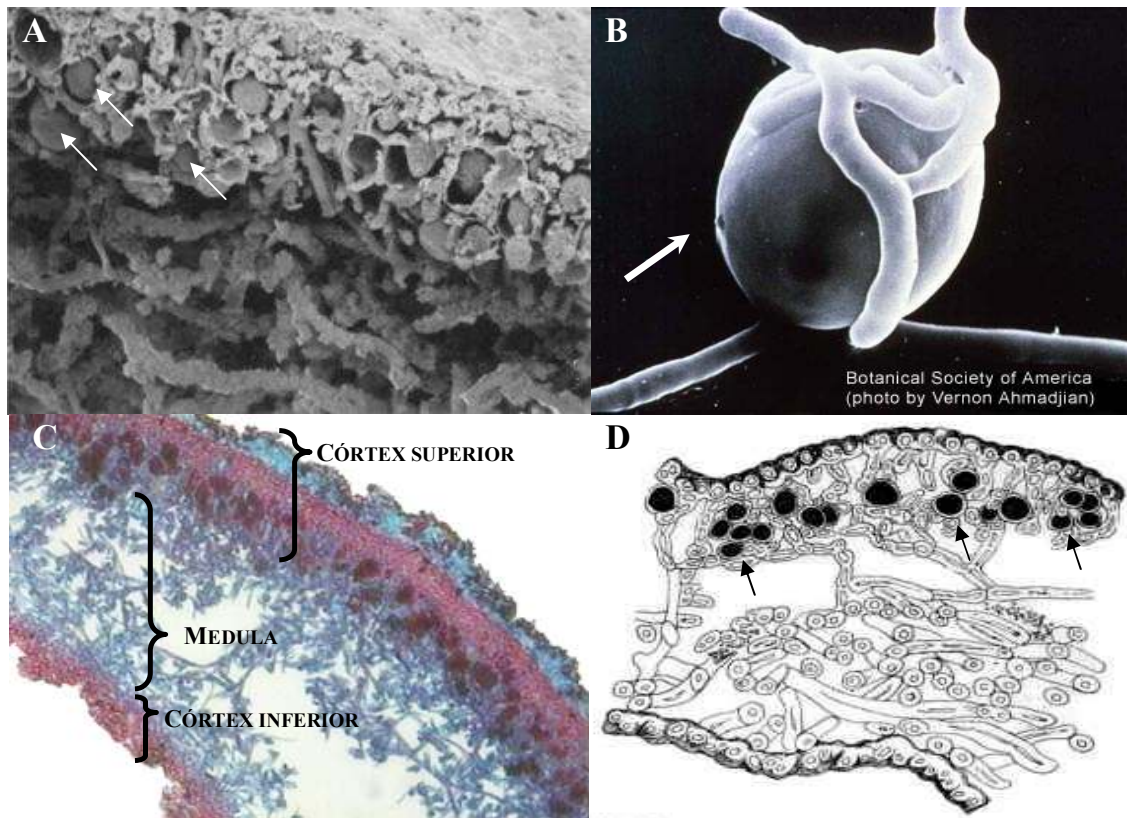 A
B
Botanical Society of America
(photo by Vernon Ahmadjian)
C
CÓRTEX SUPERIOR
MEDULA
CÓRTEX INFERIOR
D